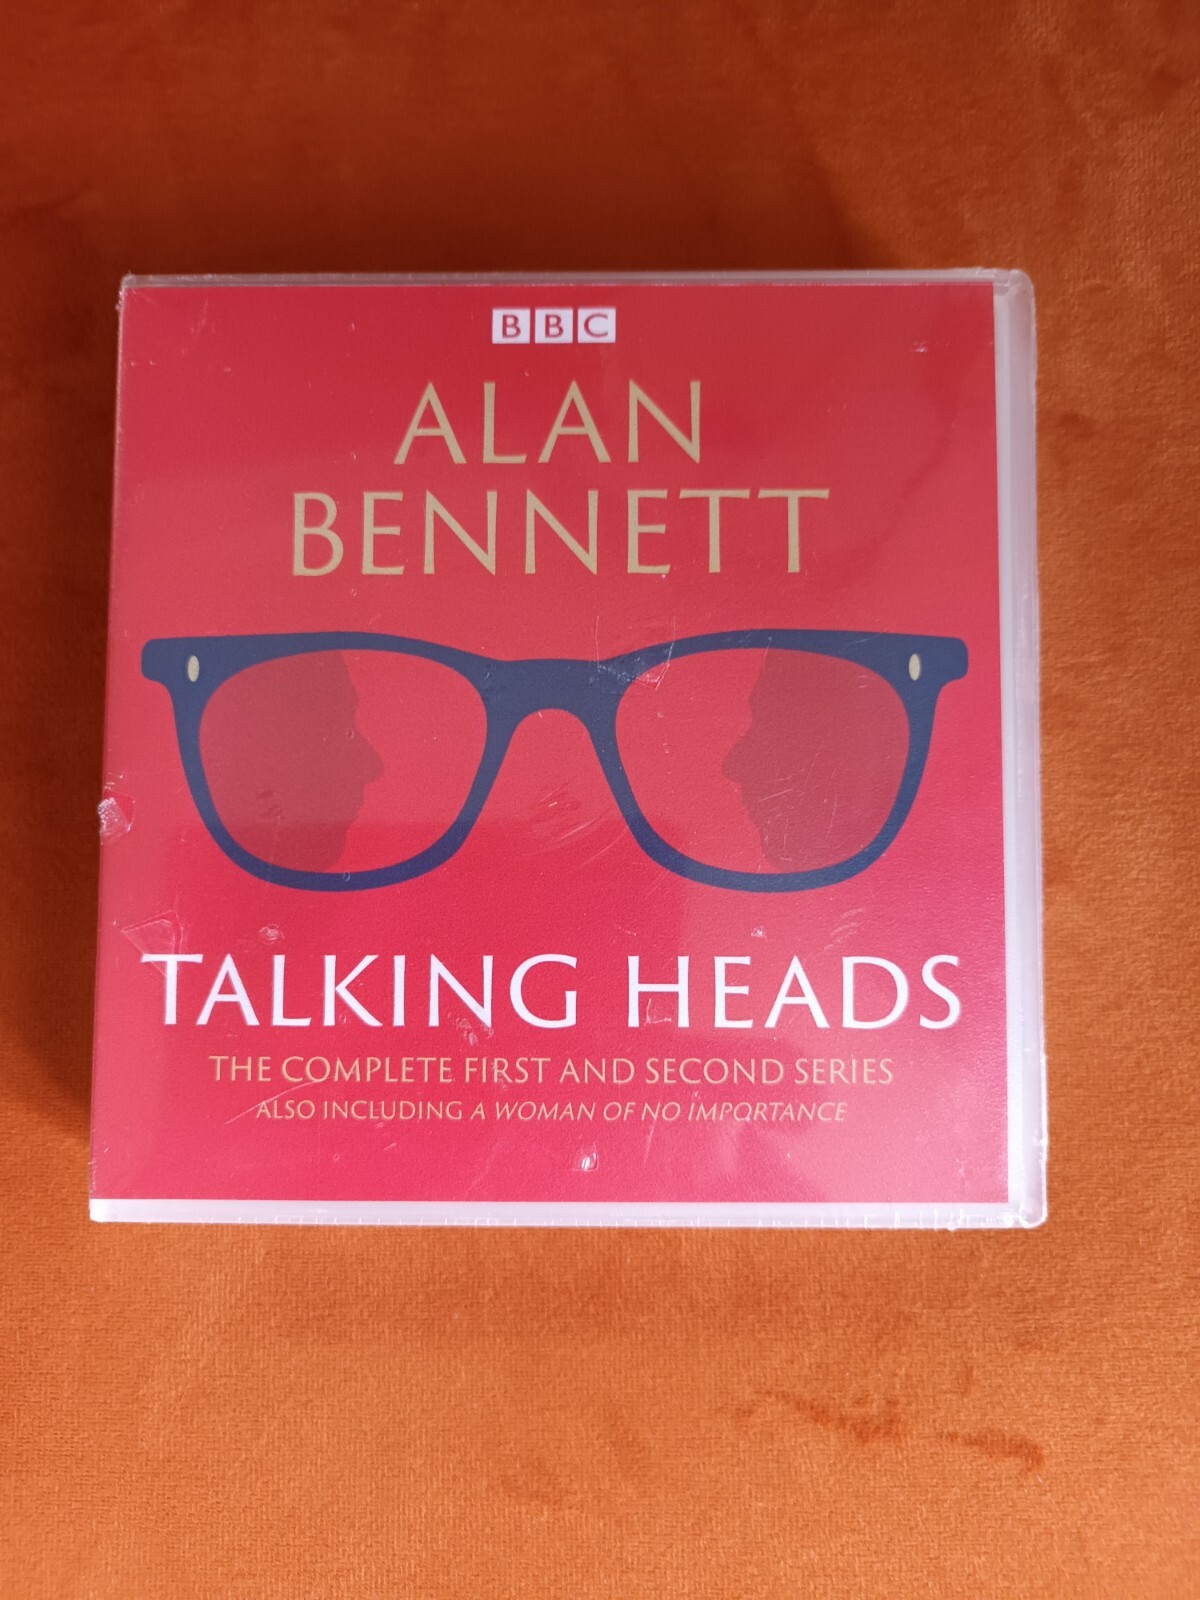 BBC
ALAN
BENNETT
TALKING HEADS
THE COMPLETE FIRST AND SECOND SERIES
ALSO INCLUDING A WOMAN OF NO IMPORTANCE